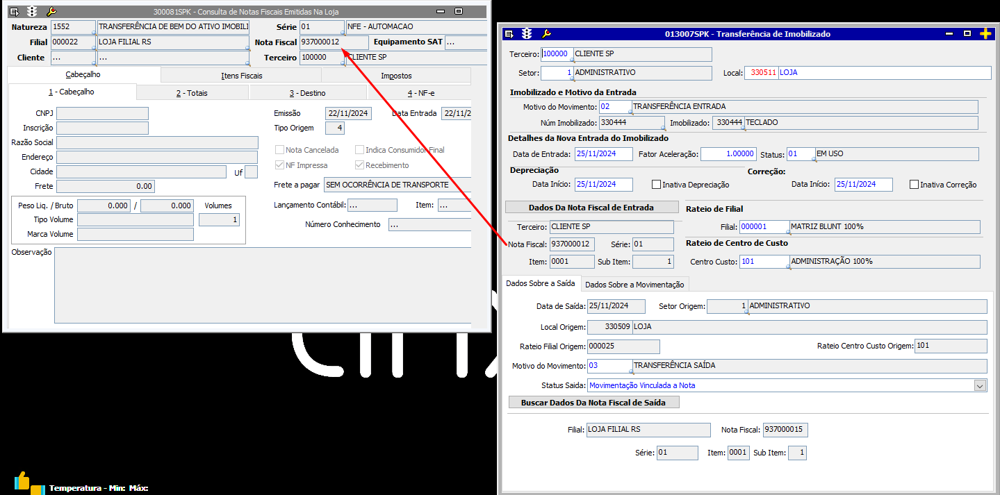 300081SPK - Consulta de Notas Fiscais Emitidas Na Loja
Natureza 1552 TRANSFERÊNCIA DE BEM DO ATIVO IMOBILI Série 01 NFE - AUTOMACAO
Filial 000022 LOJA FILIAL RS Nota Fiscal 937000012 Equipamento SAT ...
Cliente ... ... Terceiro 100000 CLIENTE SP
Cabeçalho Itens Fiscais Impostos
1 - Cabeçalho 2 - Totais 3 - Destino 4 - NF-e
CNPJ Emissão 22/11/2024 Data Entrada 22/11/2
Inscrição Tipo Origem 4
Razão Social
Endereço Nota Cancelada Indica Consumidor Final
Cidade Uf NF Impressa Recebimento
Frete 0.00 Frete a pagar SEM OCORRÊNCIA DE TRANSPORTE
Peso Liq. / Bruto 0.000 / 0.000 Volumes Lançamento Contábil: ... Item: ...
Tipo Volume 1 Número Conhecimento ...
Marca Volume
Observação
Temperatura - Min: Máx:
013007SPK - Transferência de Imobilizado
Terceiro: 100000 CLIENTE SP
Setor: 1 ADMINISTRATIVO Local: 330511 LOJA
Imobilizado e Motivo da Entrada
Motivo do Movimento: 02 TRANSFERÊNCIA ENTRADA
Núm Imobilizado: 330444 Imobilizado: 330444 TECLADO
Detalhes da Nova Entrada do Imobilizado
Data de Entrada: 25/11/2024 Fator Aceleração: 1.00000 Status: 01 EM USO
Depreciação Correção:
Data Início: 25/11/2024 Inativa Depreciação Data Início: 25/11/2024 Inativa Correção
Dados Da Nota Fiscal de Entrada Rateio de Filial
Terceiro: CLIENTE SP Filial: 000001 MATRIZ BLUNT 100%
Nota Fiscal: 937000012 Série: 01 Rateio de Centro de Custo
Item: 0001 Sub Item: 1 Centro Custo: 101 ADMINISTRAÇÃO 100%
Dados Sobre a Saída Dados Sobre a Movimentação
Data de Saída: 25/11/2024 Setor Origem: 1 ADMINISTRATIVO
Local Origem: 330509 LOJA
Rateio Filial Origem: 000025 Rateio Centro Custo Origem: 101
Motivo do Movimento: 03 TRANSFERÊNCIA SAÍDA
Status Saida: Movimentação Vinculada a Nota
Buscar Dados Da Nota Fiscal de Saída
Filial: LOJA FILIAL RS Nota Fiscal: 937000015
Série: 01 Item: 0001 Sub Item: 1